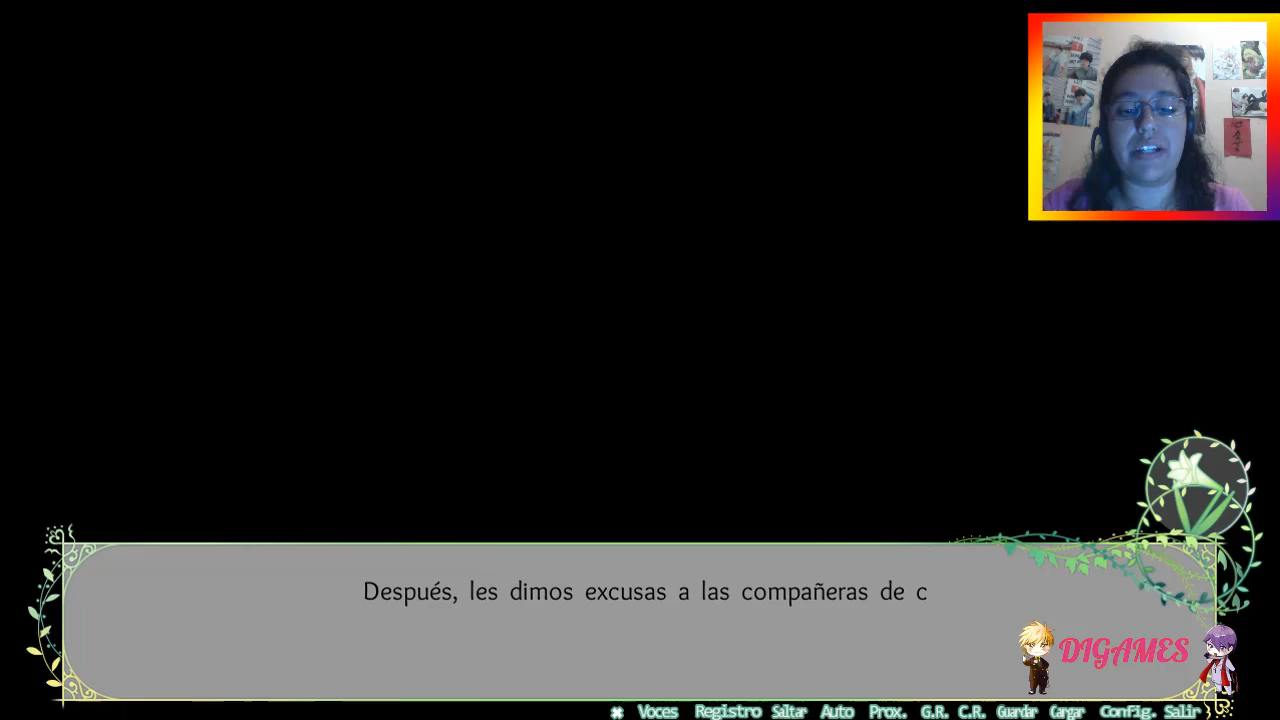 Después, les dimos excusas a las compañeras de c
DIGAMES
✖ Voces Registro Saltar Auto Prox. G.R. C.R. Guardar Cargar Config. Salir